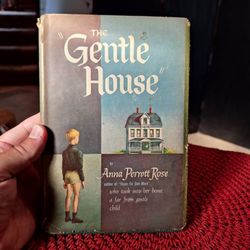 THE
"Gentle
House"
by
Anna Perrott Rose
author of "Room for One More"
who took into her home
a far from gentle
child